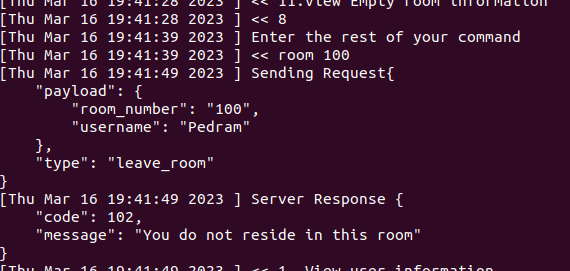 [Thu Mar 16 19:41:28 2023 ] << 11.View Empty room information
[Thu Mar 16 19:41:28 2023 ] << 8
[Thu Mar 16 19:41:39 2023 ] Enter the rest of your command
[Thu Mar 16 19:41:39 2023 ] << room 100
[Thu Mar 16 19:41:49 2023 ] Sending Request{
    "payload": {
        "room_number": "100",
        "username": "Pedram"
    },
    "type": "leave_room"
}
[Thu Mar 16 19:41:49 2023 ] Server Response {
    "code": 102,
    "message": "You do not reside in this room"
}
[Thu Mar 16 19:41:49 2023 ] << 1. View user information